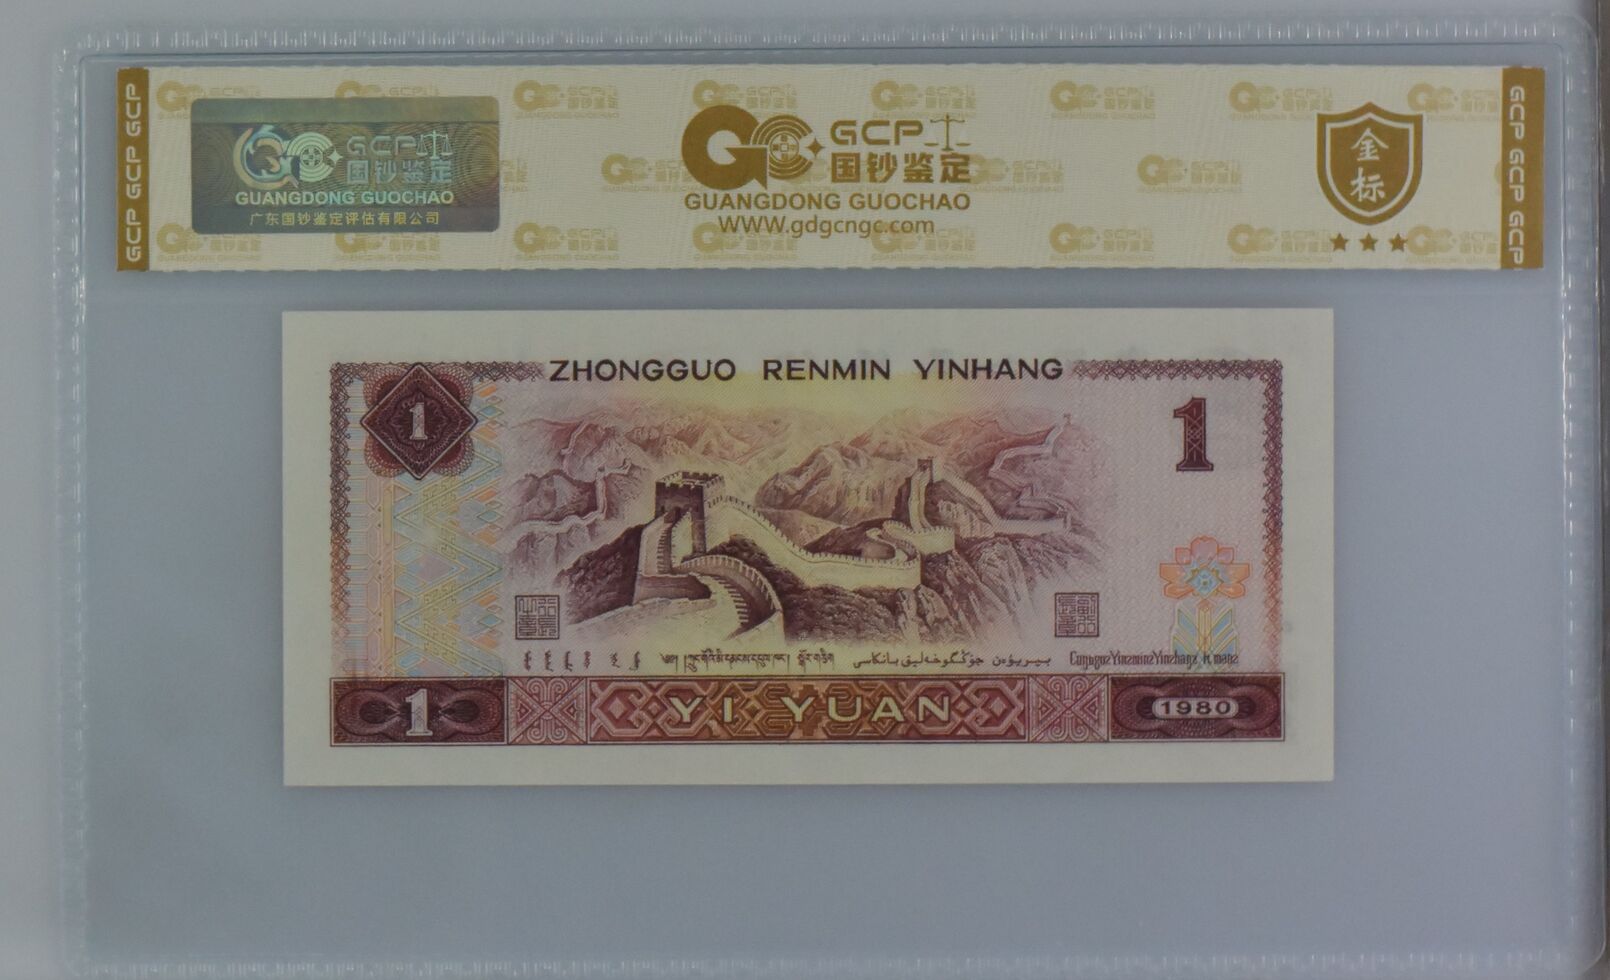 GCP GCP GCP
GCP
国钞鉴定
GUANGDONG GUOCHAO
广东国钞鉴定评估有限公司
GCP
国钞鉴定
GUANGDONG GUOCHAO
WWW.gdgcngc.com
金标
GCP GCP GCP
ZHONGGUO RENMIN YINHANG
1
1
1
YI YUAN
1980